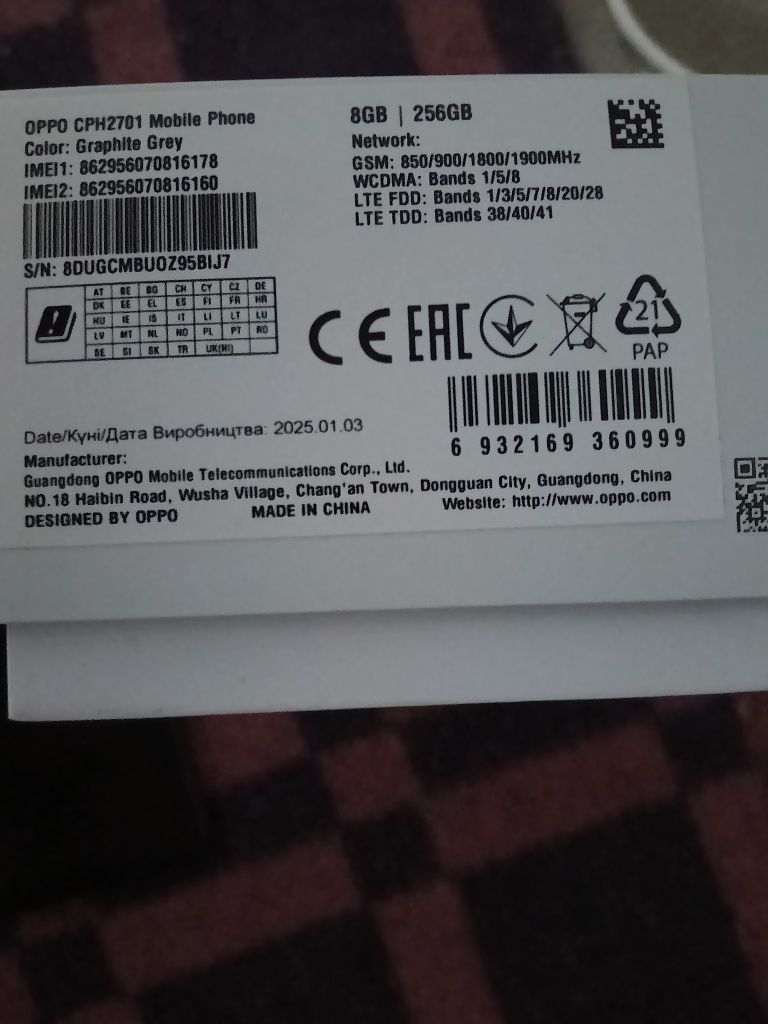 OPPO CPH2701 Mobile Phone
Color: Graphite Grey
IMEI1: 862956070816178
IMEI2: 862956070816160
S/N: 8DUGCMBUOZ95BIJ7
8GB | 256GB
Network:
GSM: 850/900/1800/1900MHz
WCDMA: Bands 1/5/8
LTE FDD: Bands 1/3/5/7/8/20/28
LTE TDD: Bands 38/40/41
AT BE BG CH CY CZ DE
DK EE EL ES FI FR HR
HU IE IS IT LI LT LU
LV MT NL NO PL PT RO
SE SI SK TR UK(NI)
CE EAC
21
PAP
6 932169 360999
Date/Күні/Дата Виробництва: 2025.01.03
Manufacturer:
Guangdong OPPO Mobile Telecommunications Corp., Ltd.
NO.18 Haibin Road, Wusha Village, Chang'an Town, Dongguan City, Guangdong, China
DESIGNED BY OPPO MADE IN CHINA Website: http://www.oppo.com